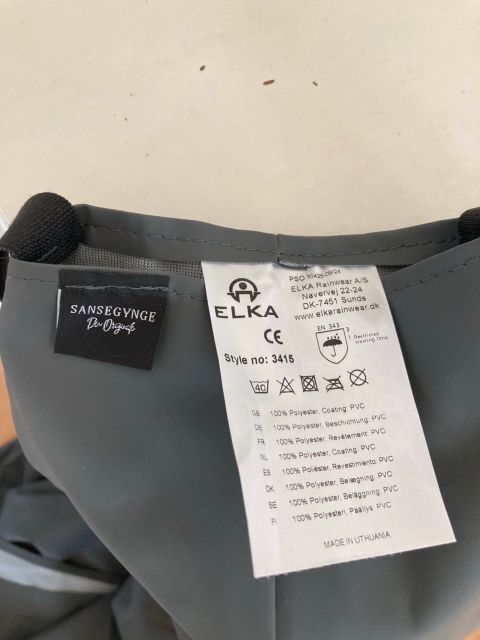 SANSEGYNGE
Den Originale
ELKA
PSO 30425-09/24
ELKA Rainwear A/S
Navervej 22-24
DK-7451 Sunds
www.elkarainwear.dk
CE
EN 343
3
1 Restricted
wearing time
Style no: 3415
40
GB 100% Polyester, Coating: PVC
DE 100% Polyester, Beschichtung: PVC
FR 100% Polyester, Revêtement: PVC
NL 100% Polyester, Coating: PVC
ES 100% Poliéster, Revestimiento: PVC
DK 100% Polyester, Belægning: PVC
SE 100% Polyester, Beläggning: PVC
FI 100% Polyesteri, Päällys: PVC
MADE IN LITHUANIA